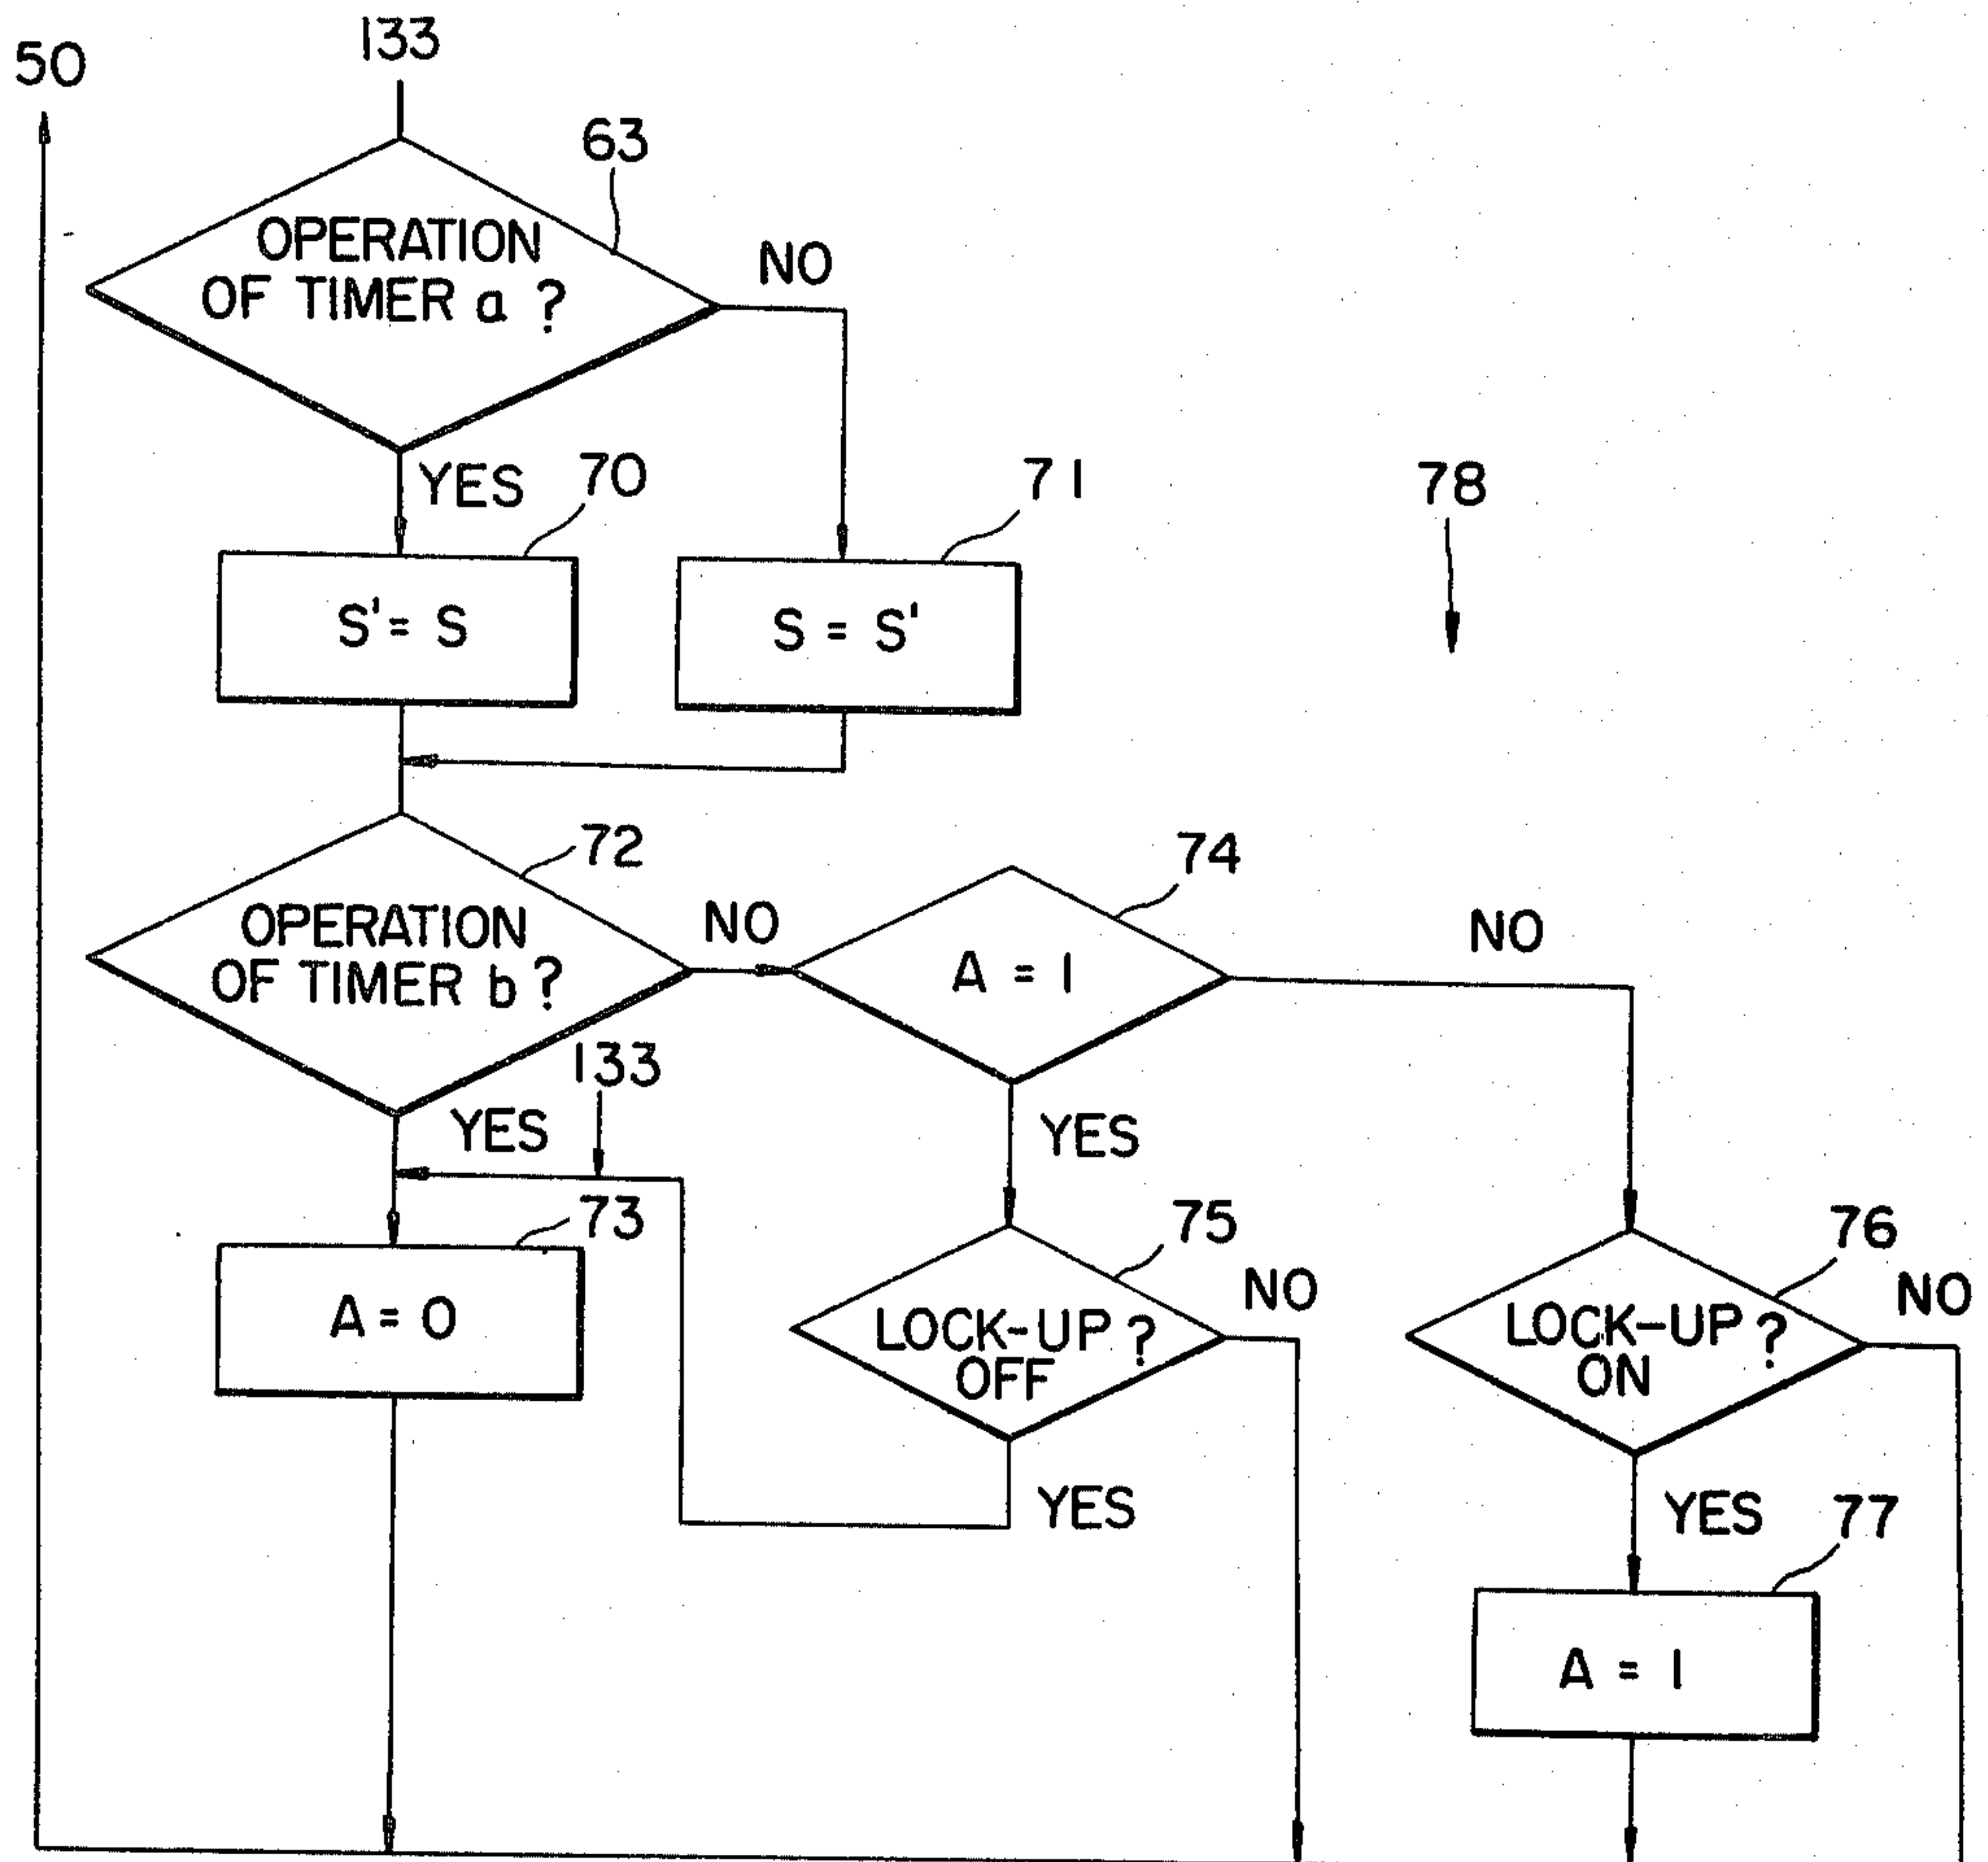 50
133
63
OPERATION
OF TIMER a ?
NO
YES
70
71
78
S' = S
S = S'
72
74
OPERATION
OF TIMER b ?
NO
A = 1
NO
133
YES
YES
73
75
76
A = 0
LOCK-UP ?
OFF
NO
LOCK-UP ?
ON
NO
YES
YES
77
A = 1